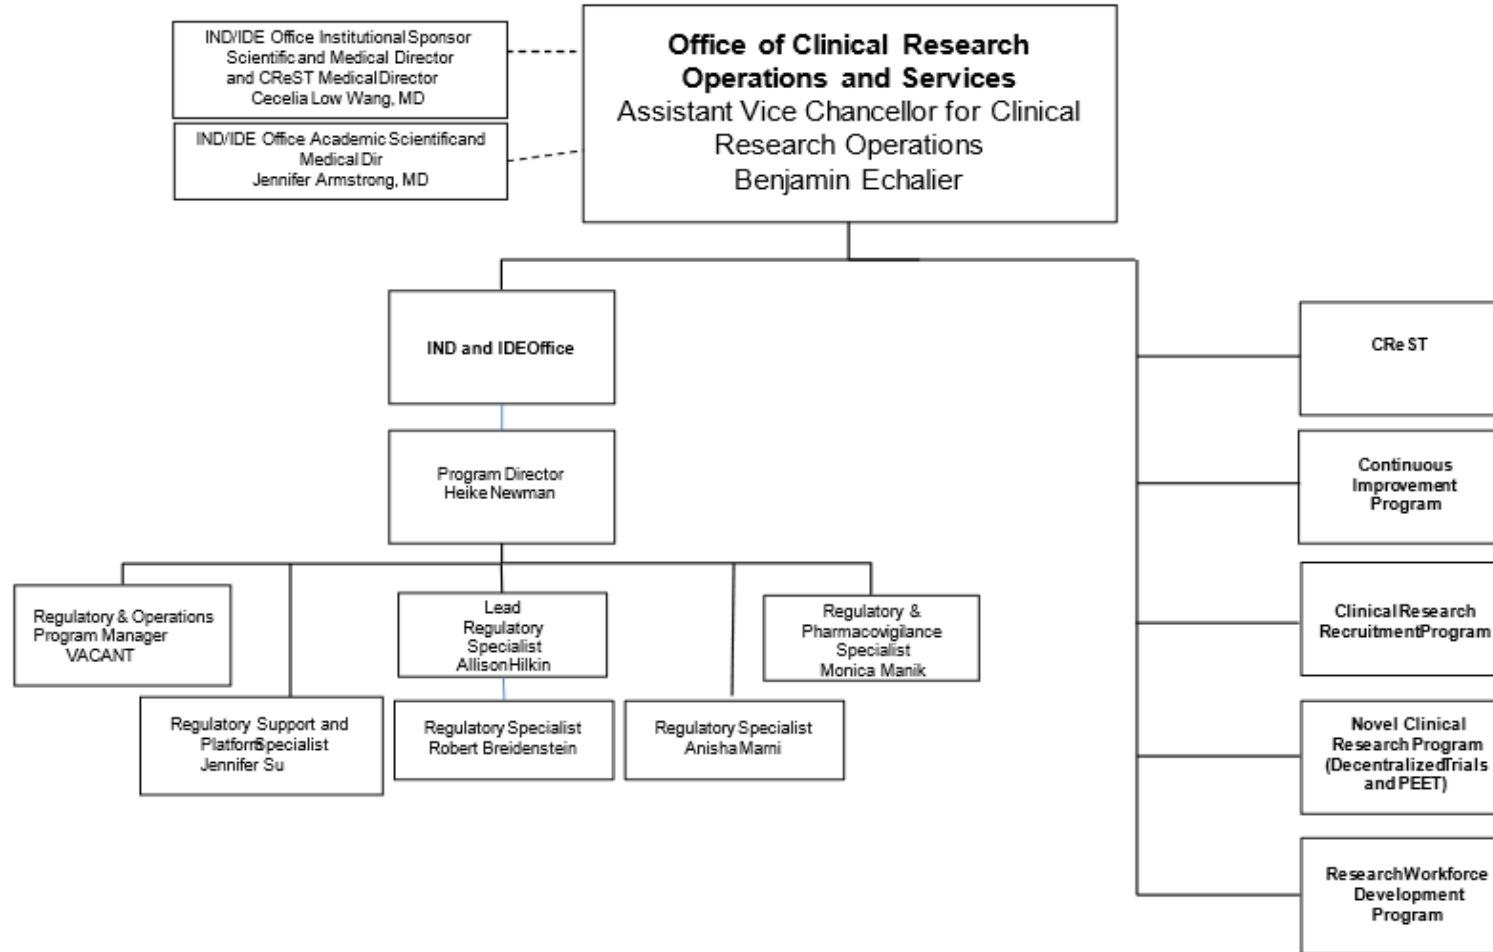 IND/IDE Office Institutional Sponsor
Scientific and Medical Director
and CReST Medical Director
Cecelia Low Wang, MD
IND/IDE Office Academic Scientific and
Medical Dir
Jennifer Armstrong, MD
Office of Clinical Research
Operations and Services
Assistant Vice Chancellor for Clinical
Research Operations
Benjamin Echalier
IND and IDE Office
Program Director
Heike Newman
Regulatory & Operations
Program Manager
VACANT
Regulatory Support and
Platform Specialist
Jennifer Su
Lead
Regulatory
Specialist
Allison Hilkin
Regulatory Specialist
Robert Breidenstein
Regulatory Specialist
Anisha Marni
Regulatory &
Pharmacovigilance
Specialist
Monica Manik
CReST
Continuous
Improvement
Program
Clinical Research
Recruitment Program
Novel Clinical
Research Program
(Decentralized Trials
and PEET)
Research Workforce
Development
Program